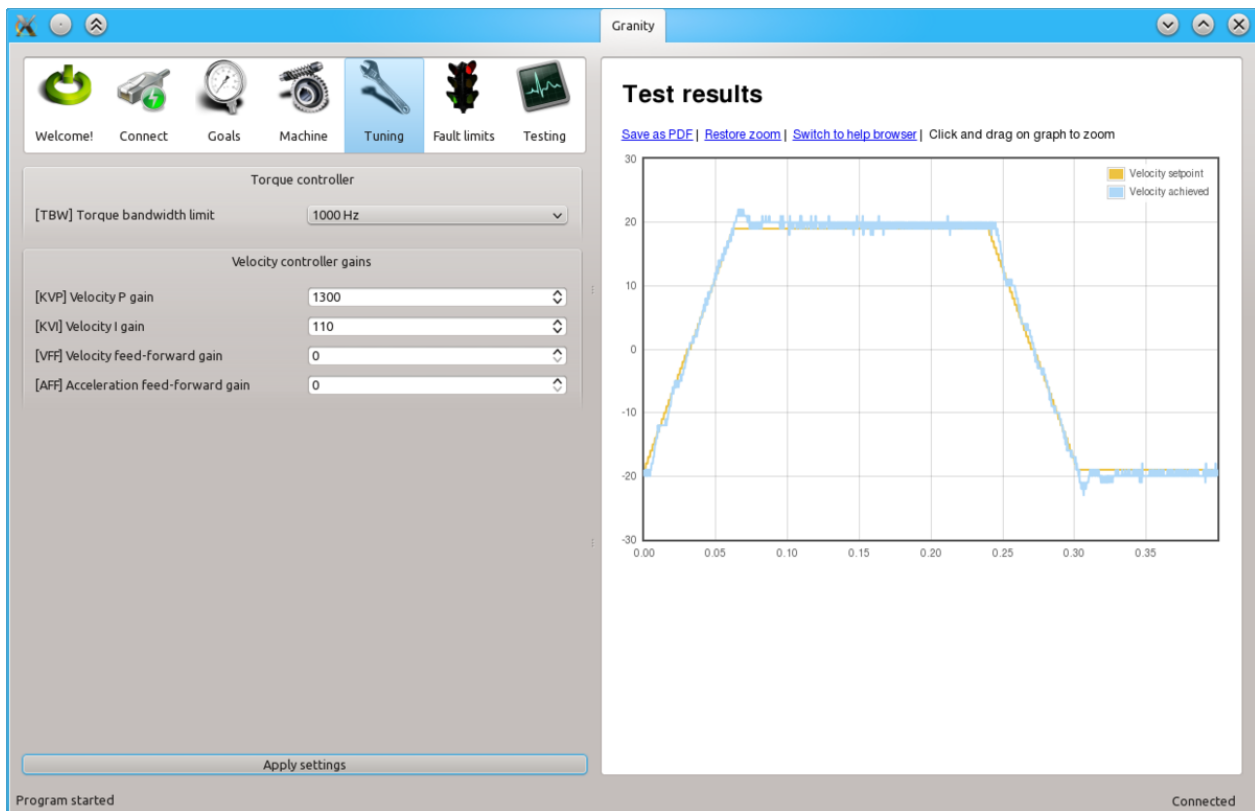 Granity
Welcome!
Connect
Goals
Machine
Tuning
Fault limits
Testing
Torque controller
[TBW] Torque bandwidth limit
1000 Hz
Velocity controller gains
[KVP] Velocity P gain
1300
[KVI] Velocity I gain
110
[VFF] Velocity feed-forward gain
0
[AFF] Acceleration feed-forward gain
0
Apply settings
Program started
Test results
Save as PDF | Restore zoom | Switch to help browser | Click and drag on graph to zoom
Velocity setpoint
Velocity achieved
30
20
10
0
-10
-20
-30
0.00
0.05
0.10
0.15
0.20
0.25
0.30
0.35
Connected